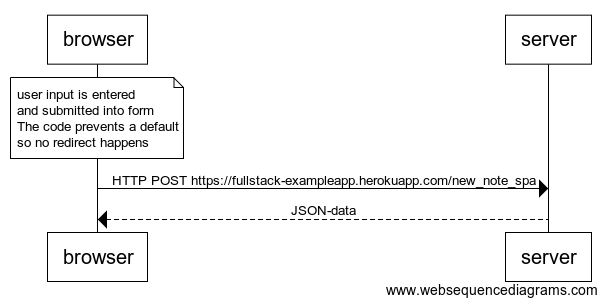 browser
server
user input is entered
and submitted into form
The code prevents a default
so no redirect happens
HTTP POST https://fullstack-exampleapp.herokuapp.com/new_note_spa
JSON-data
browser
server
www.websequencediagrams.com